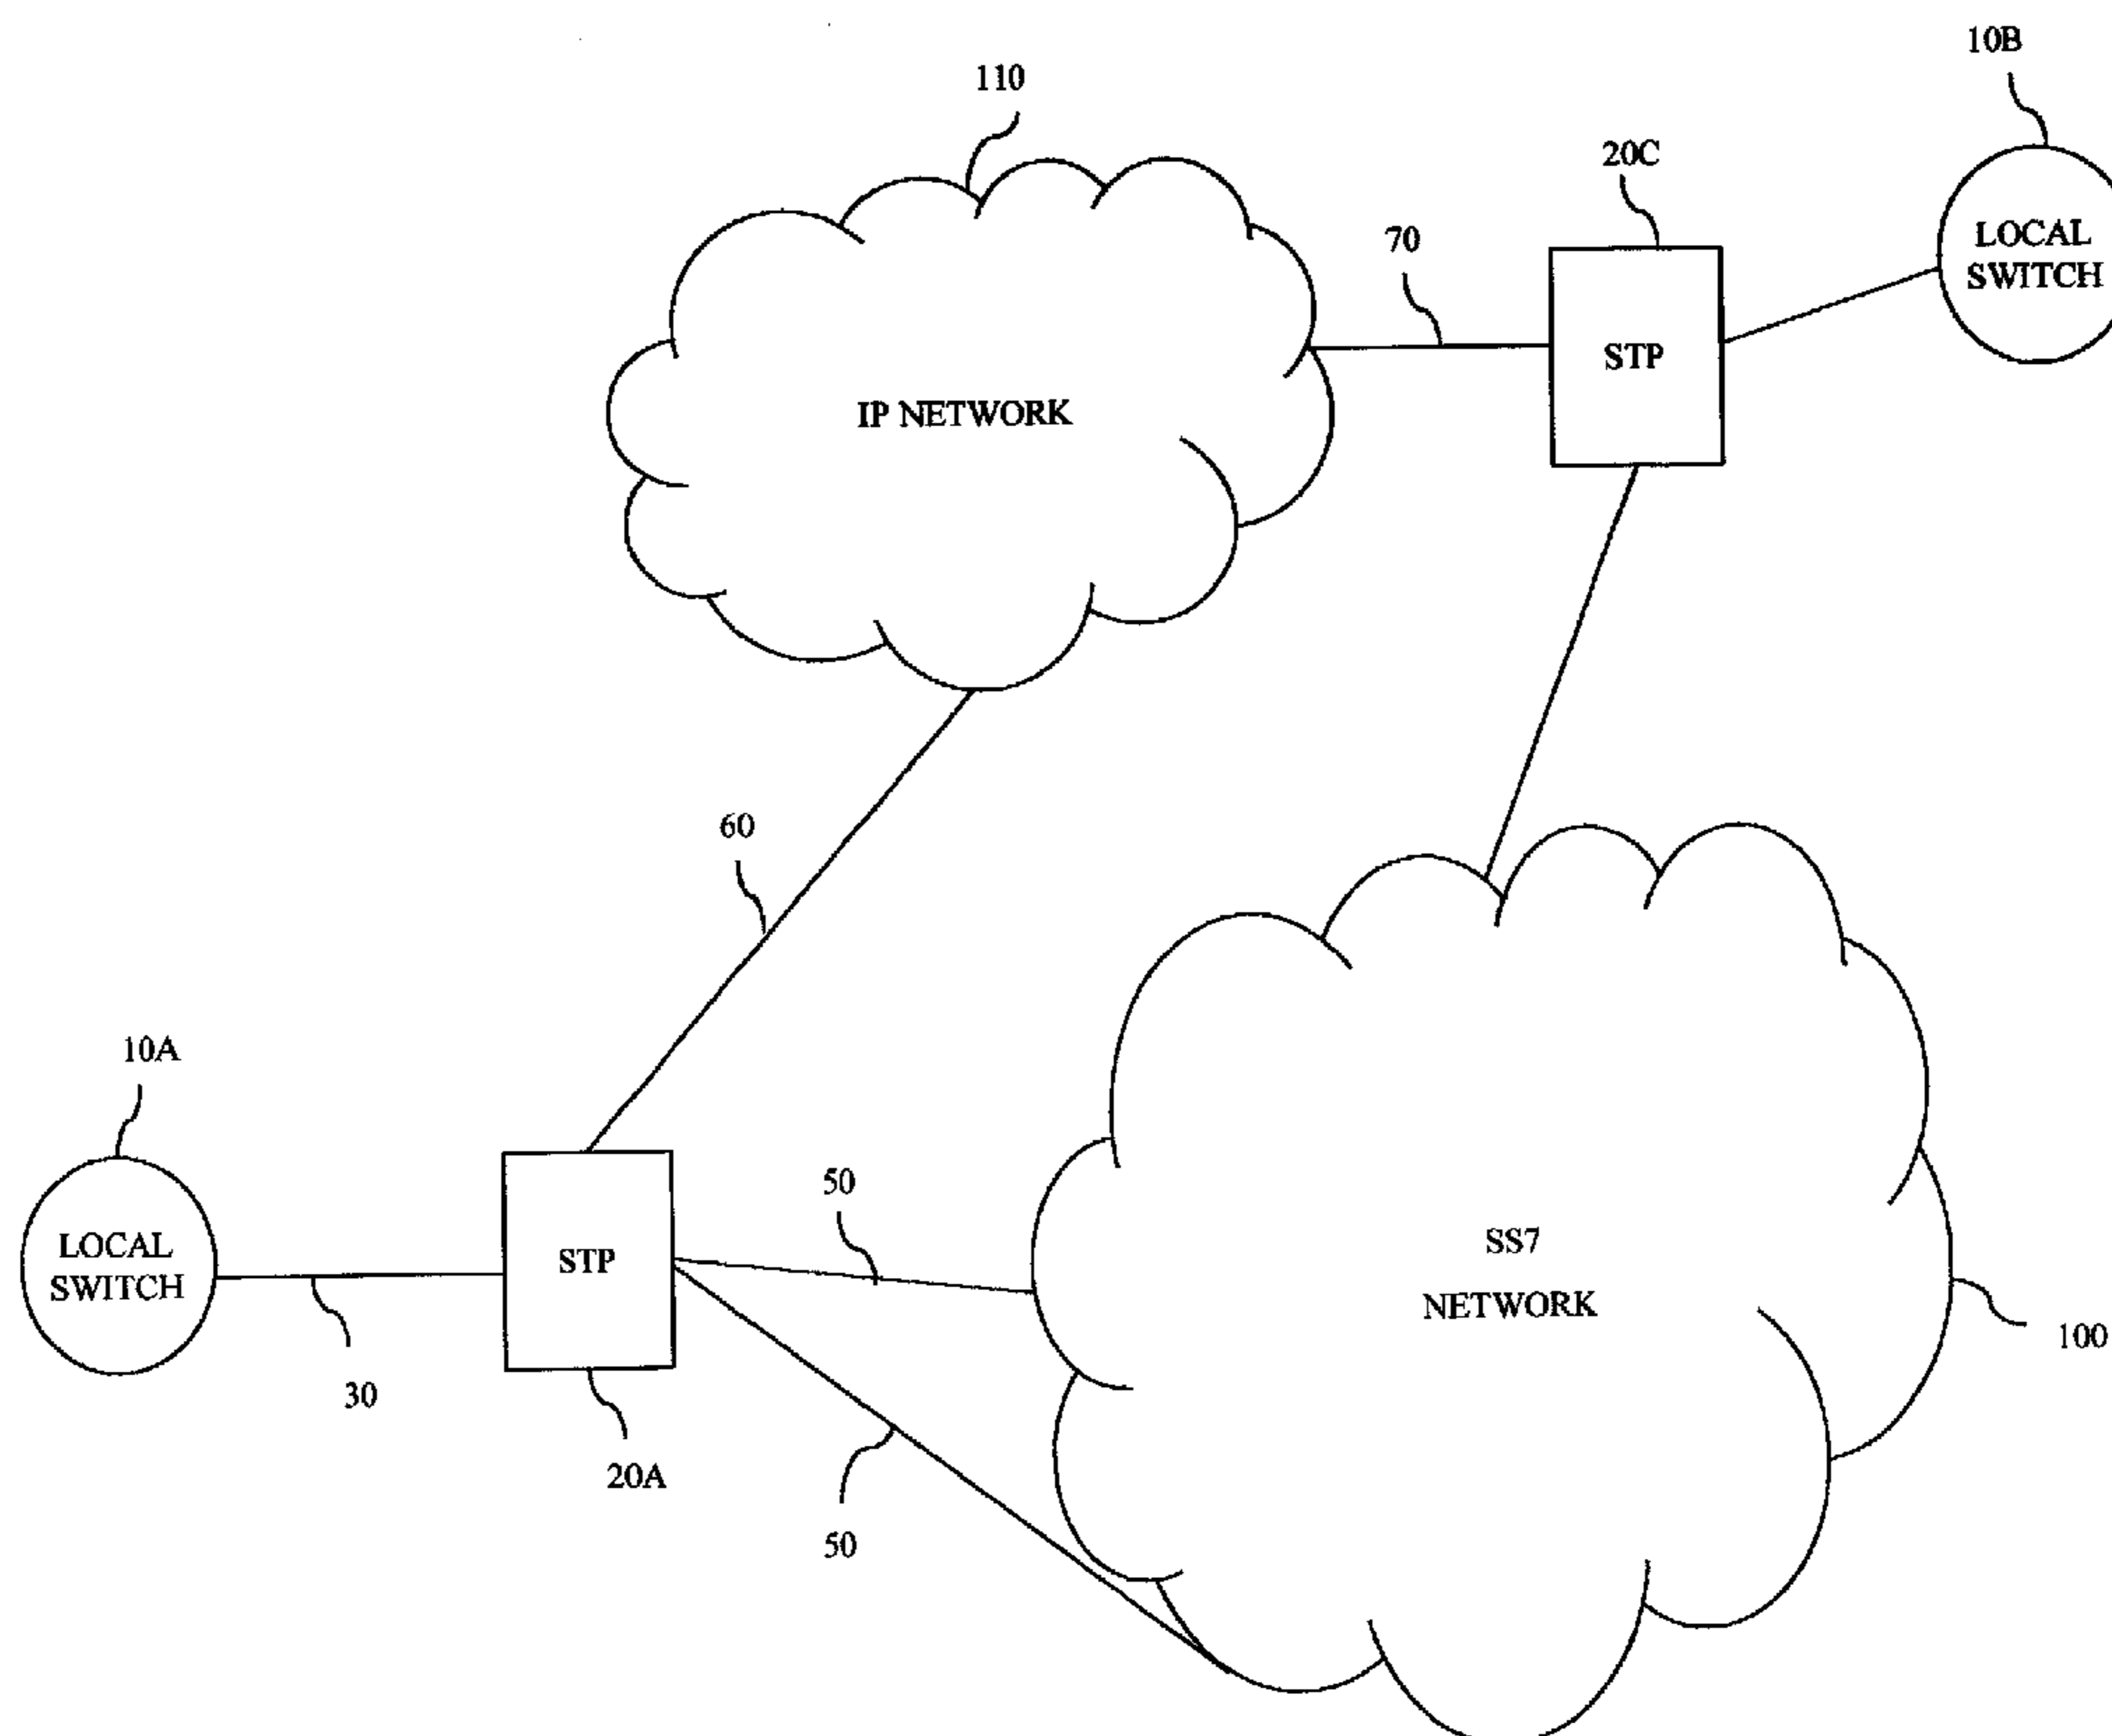 10B
110
20C
LOCAL
SWITCH
70
STP
IP NETWORK
60
10A
50
LOCAL
SWITCH
STP
SS7
NETWORK
100
30
20A
50